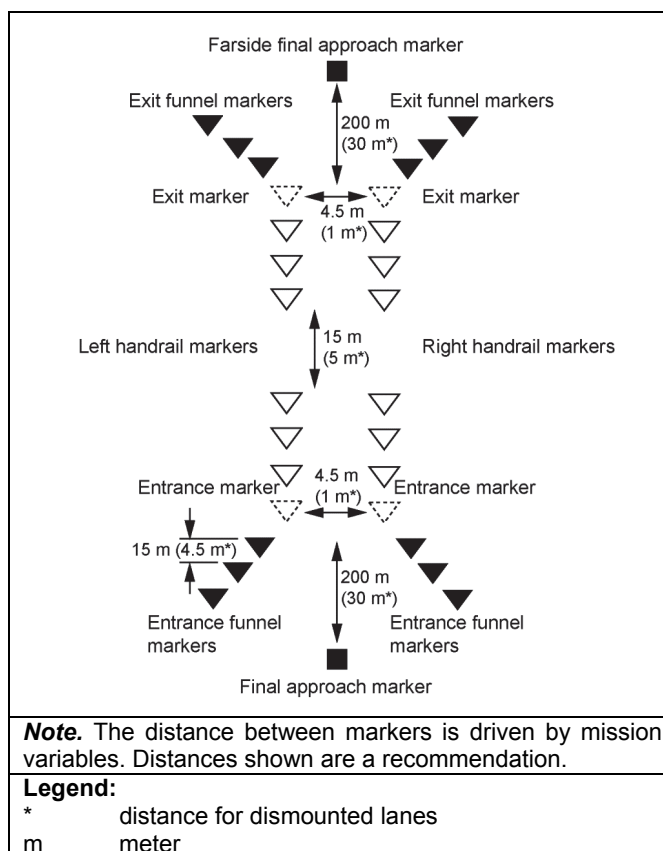 Farside final approach marker
Exit funnel markers
Exit funnel markers
200 m
(30 m*)
Exit marker
Exit marker
4.5 m
(1 m*)
Left handrail markers
15 m
(5 m*)
Right handrail markers
4.5 m
(1 m*)
Entrance marker
Entrance marker
15 m (4.5 m*)
200 m
(30 m*)
Entrance funnel
markers
Entrance funnel
markers
Final approach marker
Note. The distance between markers is driven by mission
variables. Distances shown are a recommendation.
Legend:
* distance for dismounted lanes
m meter